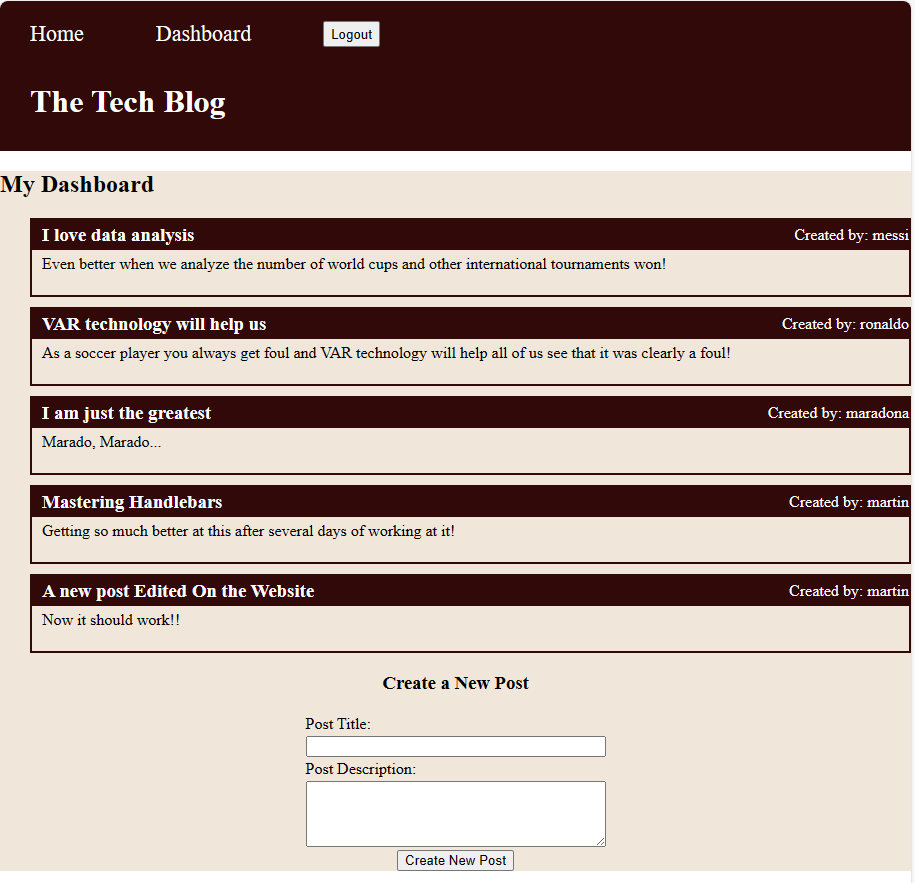 Home Dashboard Logout
The Tech Blog
My Dashboard
I love data analysis Created by: messi
Even better when we analyze the number of world cups and other international tournaments won!
VAR technology will help us Created by: ronaldo
As a soccer player you always get foul and VAR technology will help all of us see that it was clearly a foul!
I am just the greatest Created by: maradona
Marado, Marado...
Mastering Handlebars Created by: martin
Getting so much better at this after several days of working at it!
A new post Edited On the Website Created by: martin
Now it should work!!
Create a New Post
Post Title:
Post Description:
Create New Post